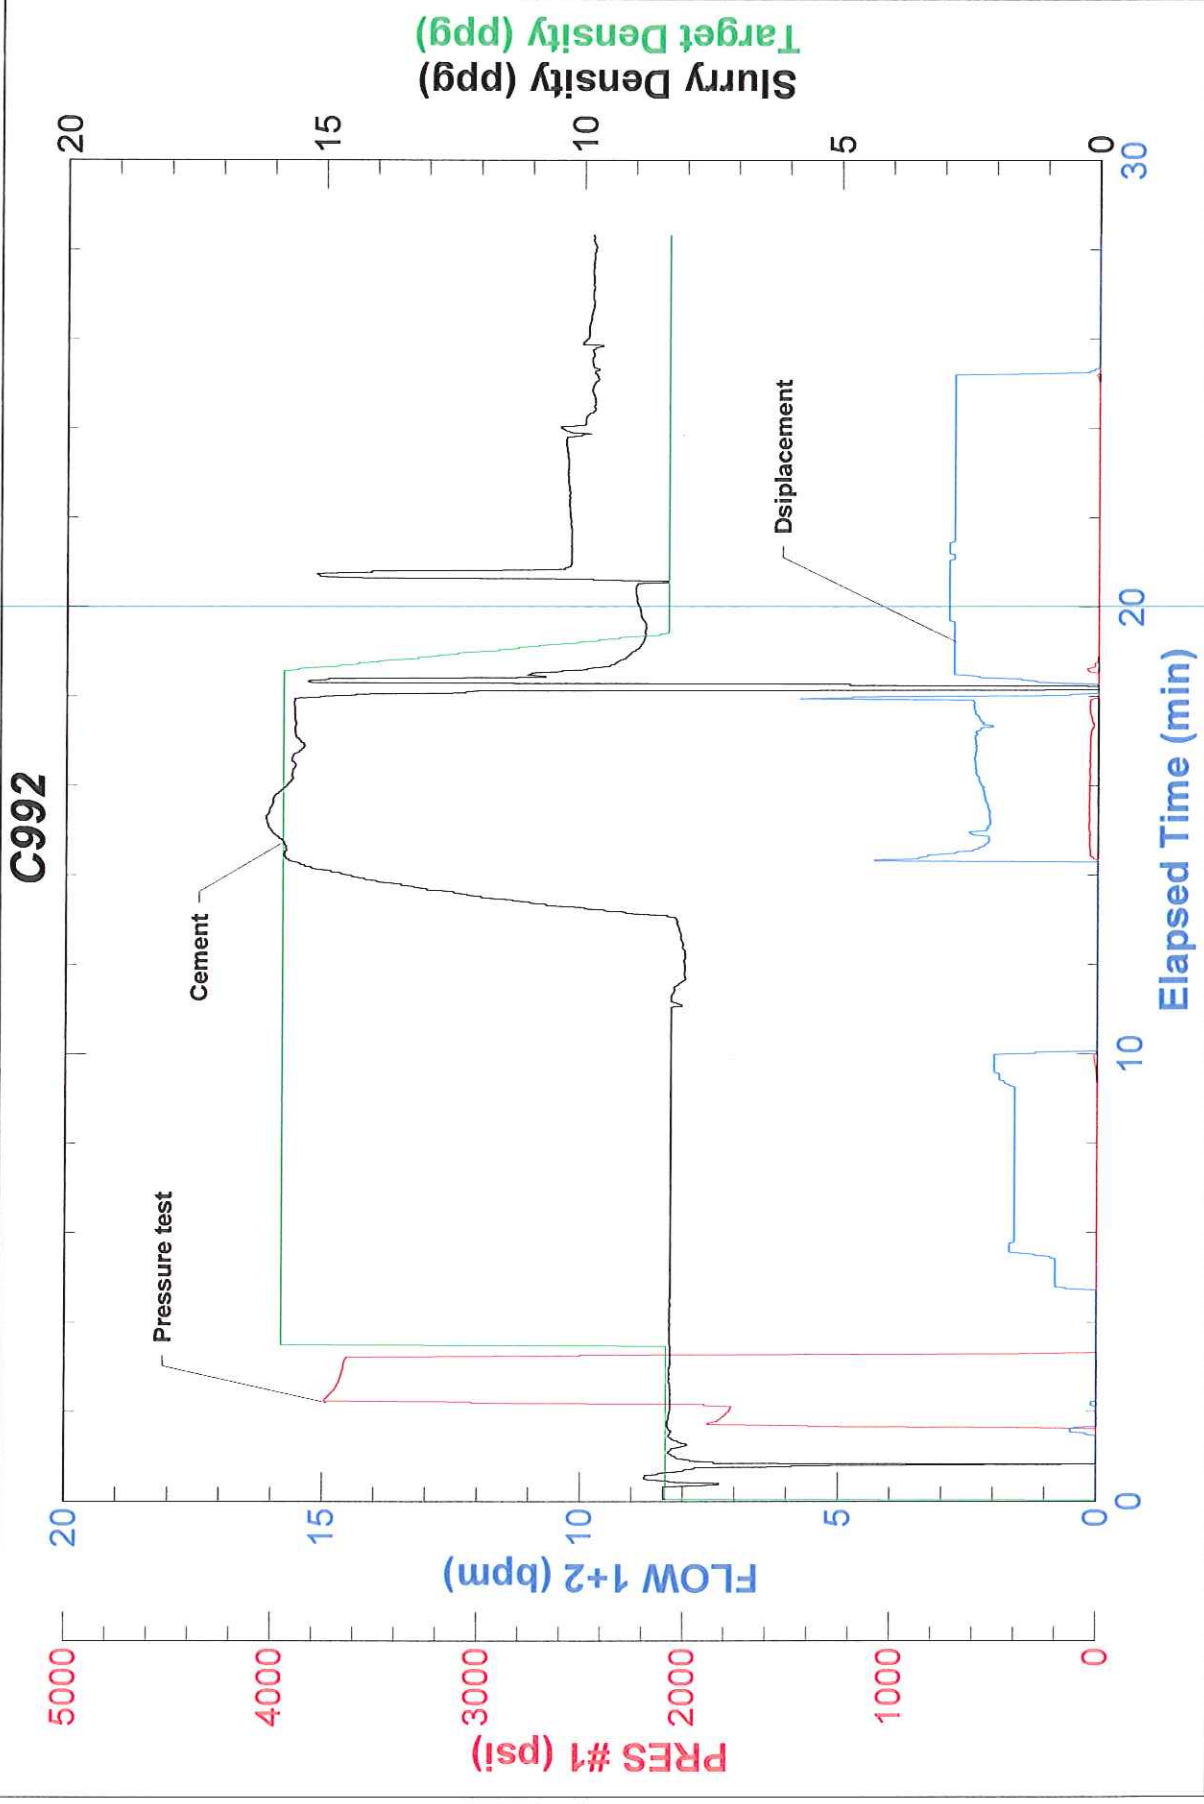 C992
5000
4000
3000
2000
1000
0
PRES #1 (psi)
20
15
10
5
0
FLOW 1+2 (bpm)
Pressure test
Cement
Dsiplacement
20
15
10
5
0
Slurry Density (ppg)
Target Density (ppg)
0
10
20
30
Elapsed Time (min)